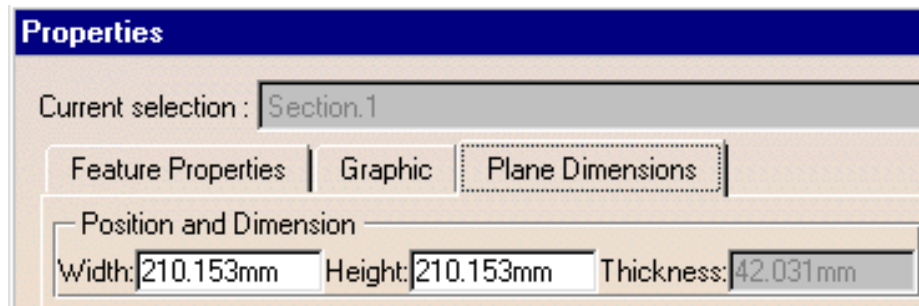 Properties
Current selection : Section.1
Feature Properties Graphic Plane Dimensions
Position and Dimension
Width: 210.153mm Height: 210.153mm Thickness: 42.031mm